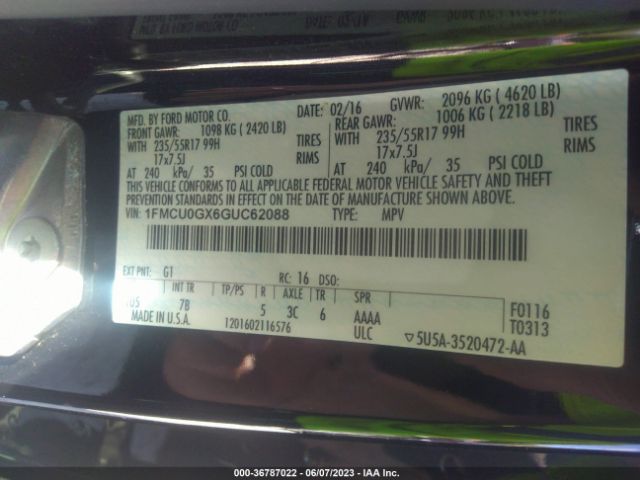 MFD. BY FORD MOTOR CO.
DATE: 02/16 GVWR: 2096 KG ( 4620 LB)
FRONT GAWR: 1098 KG ( 2420 LB) REAR GAWR: 1006 KG ( 2218 LB)
WITH 235/55R17 99H TIRES WITH 235/55R17 99H TIRES
17x7.5J RIMS 17x7.5J RIMS
AT 240 kPa/ 35 PSI COLD AT 240 kPa/ 35 PSI COLD
THIS VEHICLE CONFORMS TO ALL APPLICABLE FEDERAL MOTOR VEHICLE SAFETY AND THEFT
PREVENTION STANDARDS IN EFFECT ON THE DATE OF MANUFACTURE SHOWN ABOVE.
VIN: 1FMCU0GX6GUC62088 TYPE: MPV
EXT PNT: G1 RC: 16 DSO:
INT TR TP/PS R AXLE TR SPR
7B 5 3C 6 AAAA F0116
MADE IN U.S.A. 1201602116576 ULC T0313
▽5U5A-3520472-AA
000-36787022 - 06/07/2023 - IAA Inc.